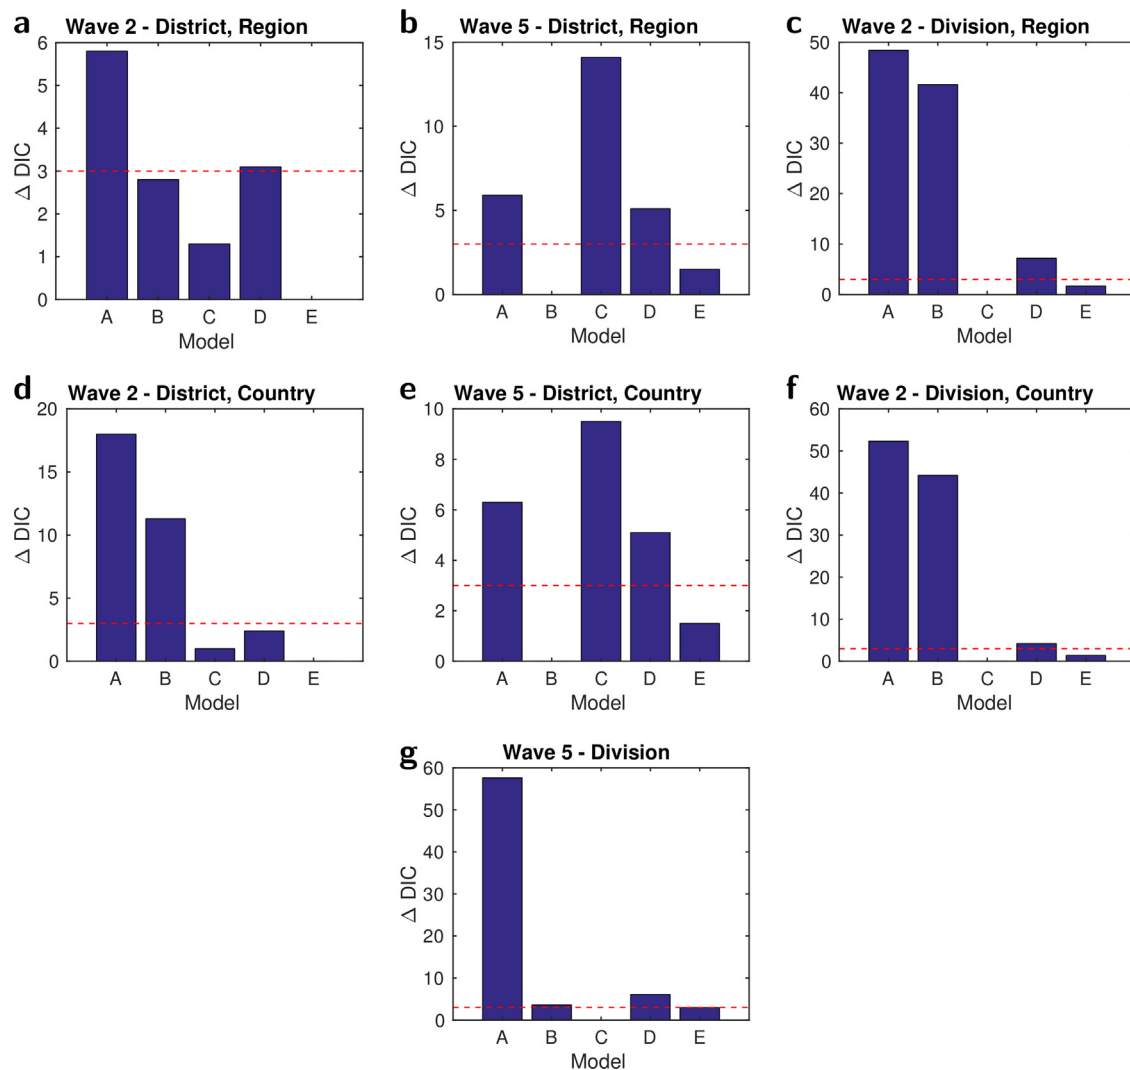 a Wave 2 - District, Region
6
5
4
3
2
1
0
Δ DIC
A B C D E
Model
b Wave 5 - District, Region
15
10
5
0
Δ DIC
A B C D E
Model
c Wave 2 - Division, Region
50
40
30
20
10
0
Δ DIC
A B C D E
Model
d Wave 2 - District, Country
20
15
10
5
0
Δ DIC
A B C D E
Model
e Wave 5 - District, Country
10
8
6
4
2
0
Δ DIC
A B C D E
Model
f Wave 2 - Division, Country
60
50
40
30
20
10
0
Δ DIC
A B C D E
Model
g Wave 5 - Division
60
50
40
30
20
10
0
Δ DIC
A B C D E
Model